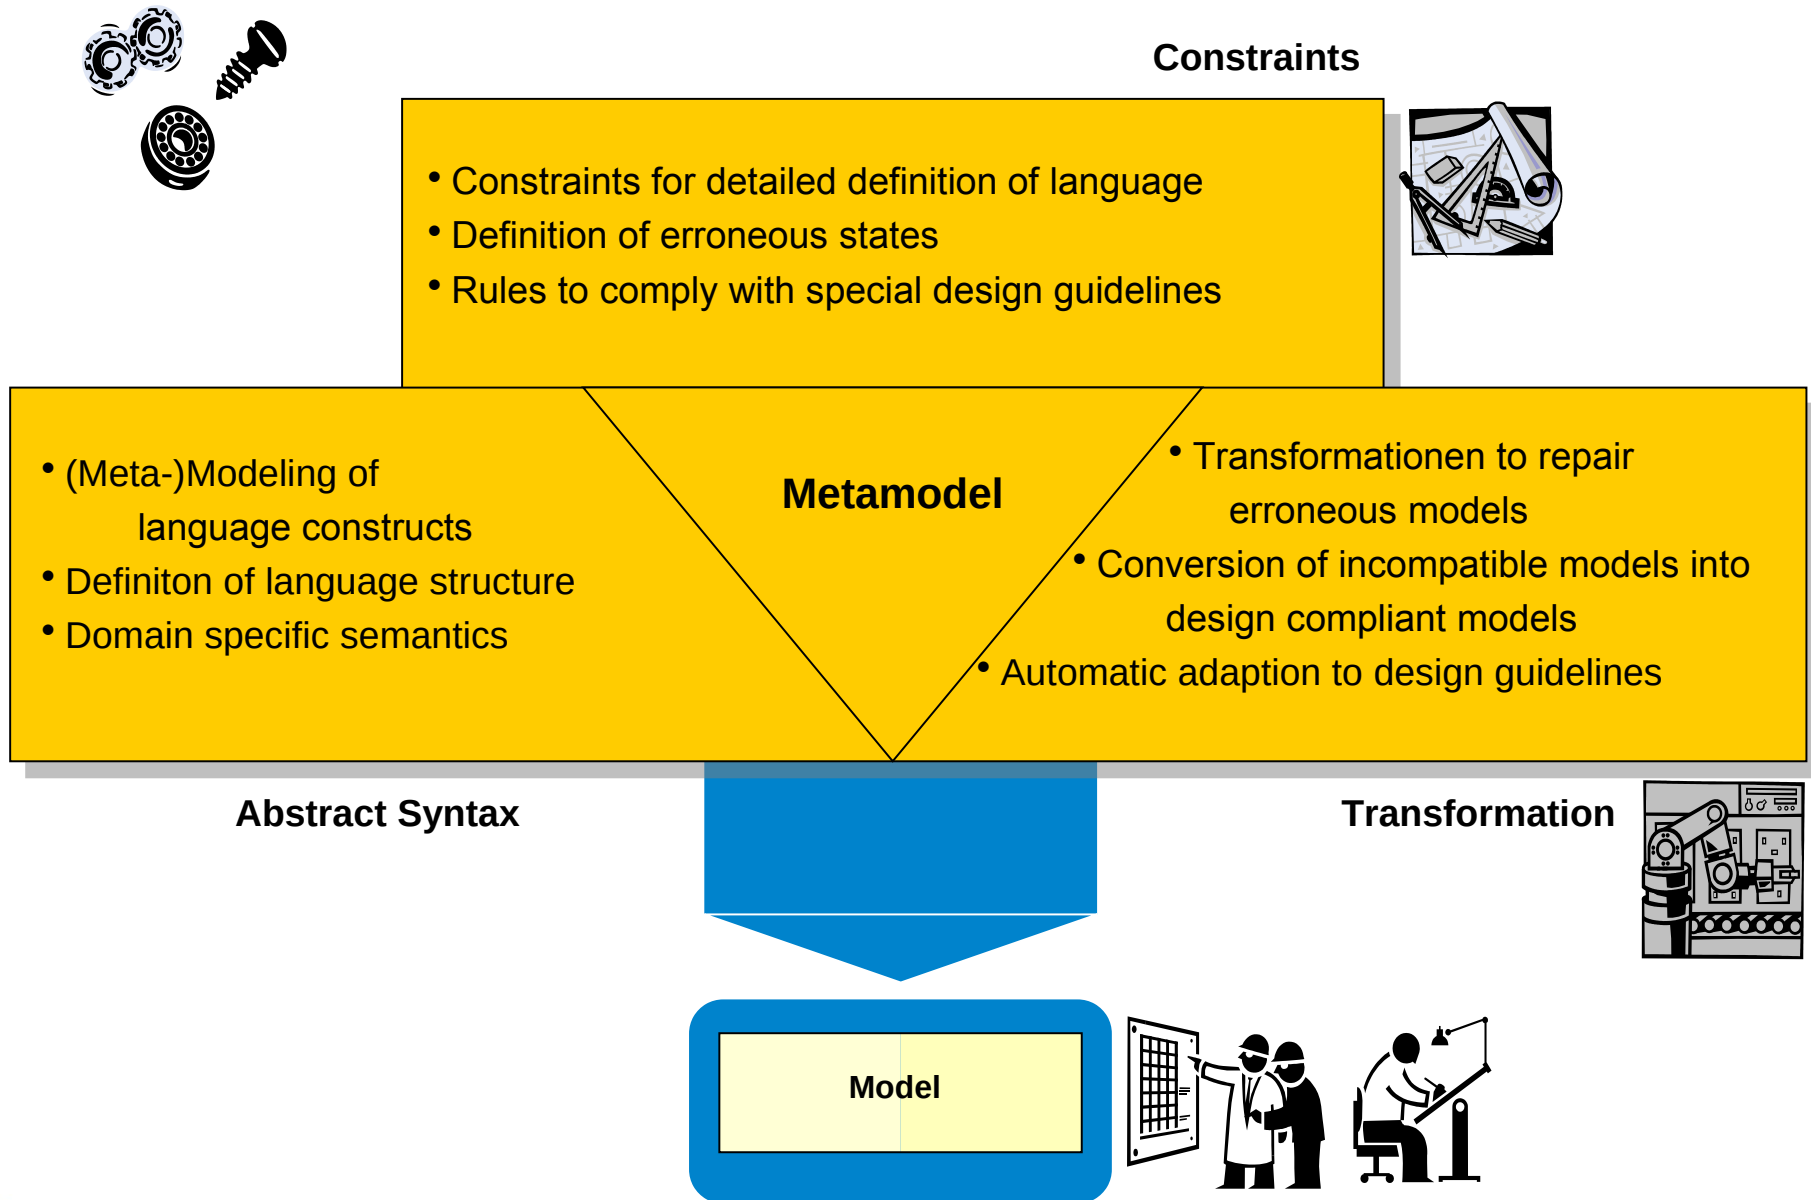 Constraints
• Constraints for detailed definition of language
• Definition of erroneous states
• Rules to comply with special design guidelines
• (Meta-)Modeling of
language constructs
• Definiton of language structure
• Domain specific semantics
Metamodel
• Transformationen to repair
erroneous models
• Conversion of incompatible models into
design compliant models
• Automatic adaption to design guidelines
Abstract Syntax
Transformation
Model